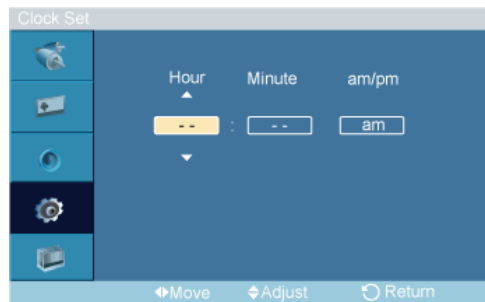 Clock Set
Hour Minute am/pm
- - : - - am
Move Adjust Return